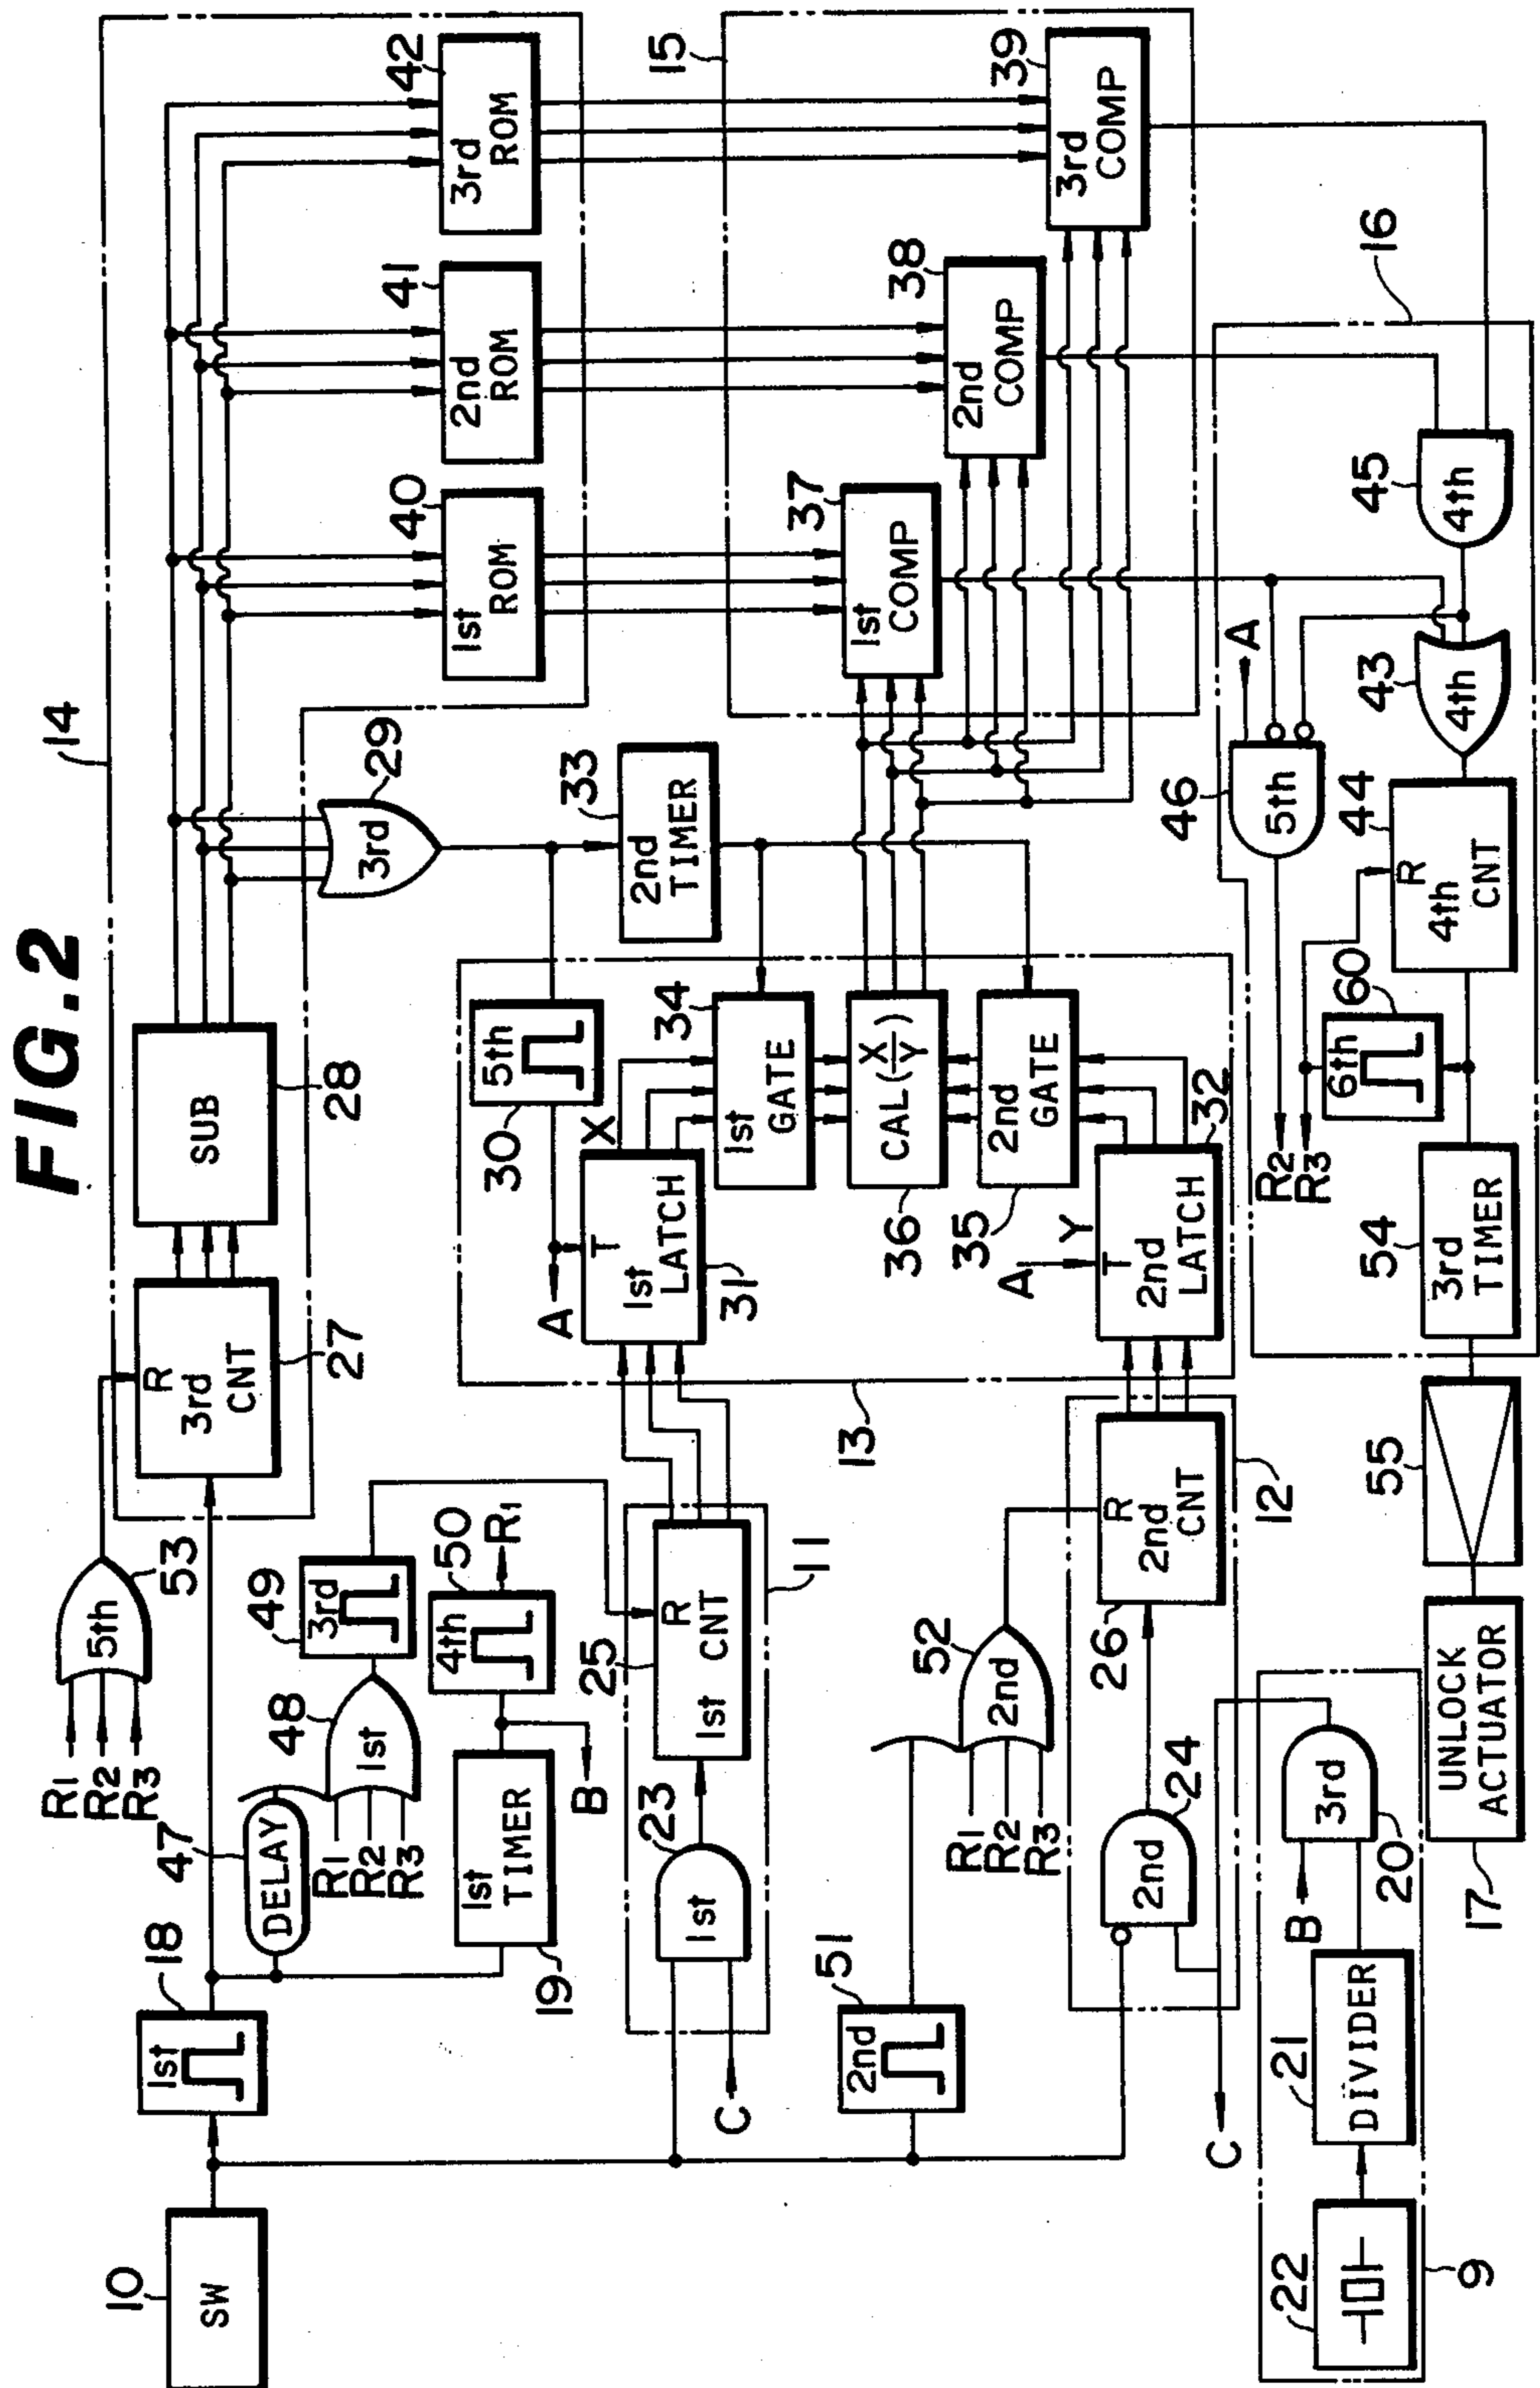 FIG.2
14
R1
R2
R3
5th
53
R
3rd
CNT
27
SUB
28
3rd
29
1st
ROM
40
2nd
ROM
41
3rd
ROM
42
10
SW
1st
18
47
DELAY
R1
R2
R3
1st
48
3rd
49
1st
TIMER
19
4th
50
R1
B
5th
30
A
T
1st
LATCH
31
X
1st
GATE
34
2nd
TIMER
33
15
1st
COMP
37
2nd
COMP
38
3rd
COMP
39
C
1st
23
R
1st CNT
25
11
13
CAL(X/Y)
36
2nd
GATE
35
A
T
2nd
LATCH
32
Y
2nd
51
R1
R2
R3
2nd
52
2nd
24
R
2nd
CNT
26
12
C
22
DIVIDER
21
B
3rd
20
9
UNLOCK
ACTUATOR
17
55
3rd
TIMER
54
R2
R3
6th
60
R
4th
CNT
44
A
5th
46
4th
43
4th
45
16